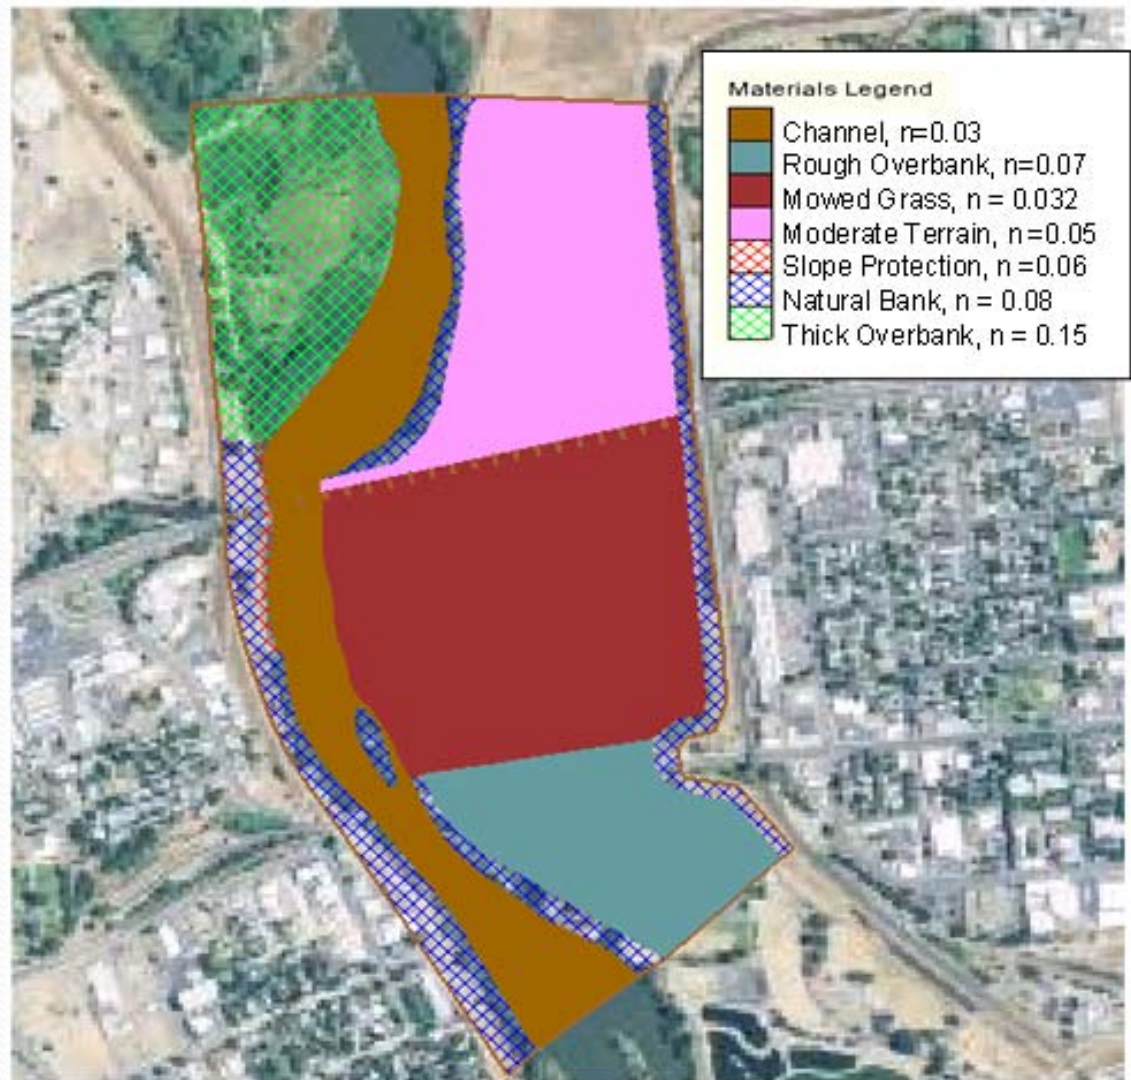 Materials Legend
Channel, n=0.03
Rough Overbank, n=0.07
Mowed Grass, n = 0.032
Moderate Terrain, n=0.05
Slope Protection, n =0.06
Natural Bank, n = 0.08
Thick Overbank, n = 0.15